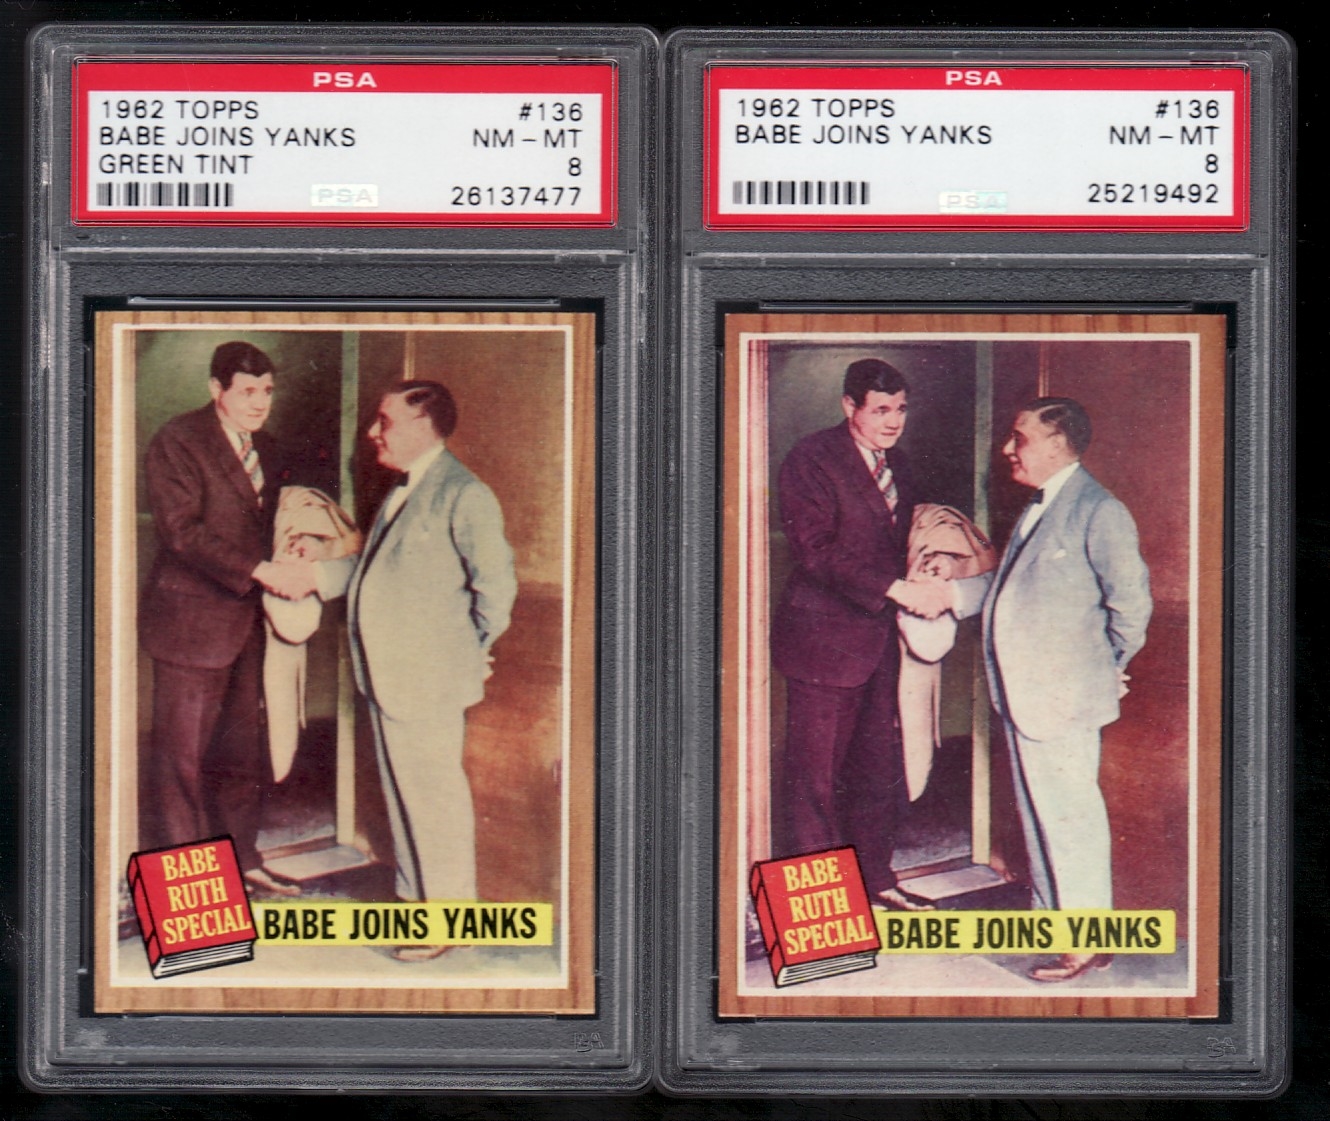 PSA
1962 TOPPS #136
BABE JOINS YANKS NM - MT
GREEN TINT 8
PSA 26137477
BABE
RUTH
SPECIAL
BABE JOINS YANKS
PSA
1962 TOPPS #136
BABE JOINS YANKS NM - MT
8
PSA 25219492
BABE
RUTH
SPECIAL
BABE JOINS YANKS